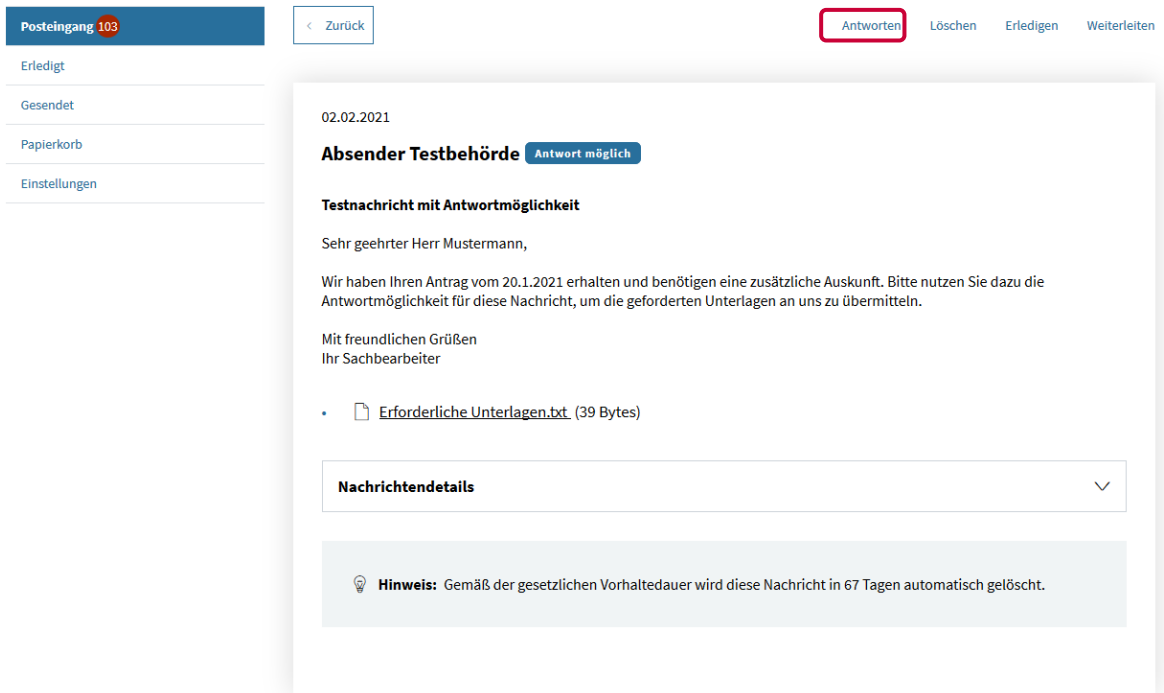 Posteingang 103
Erledigt
Gesendet
Papierkorb
Einstellungen
Zurück
Antworten Löschen Erledigen Weiterleiten
02.02.2021
Absender Testbehörde Antwort möglich
Testnachricht mit Antwortmöglichkeit
Sehr geehrter Herr Mustermann,
Wir haben Ihren Antrag vom 20.1.2021 erhalten und benötigen eine zusätzliche Auskunft. Bitte nutzen Sie dazu die
Antwortmöglichkeit für diese Nachricht, um die geforderten Unterlagen an uns zu übermitteln.
Mit freundlichen Grüßen
Ihr Sachbearbeiter
Erforderliche Unterlagen.txt (39 Bytes)
Nachrichtendetails
Hinweis: Gemäß der gesetzlichen Vorhaltedauer wird diese Nachricht in 67 Tagen automatisch gelöscht.